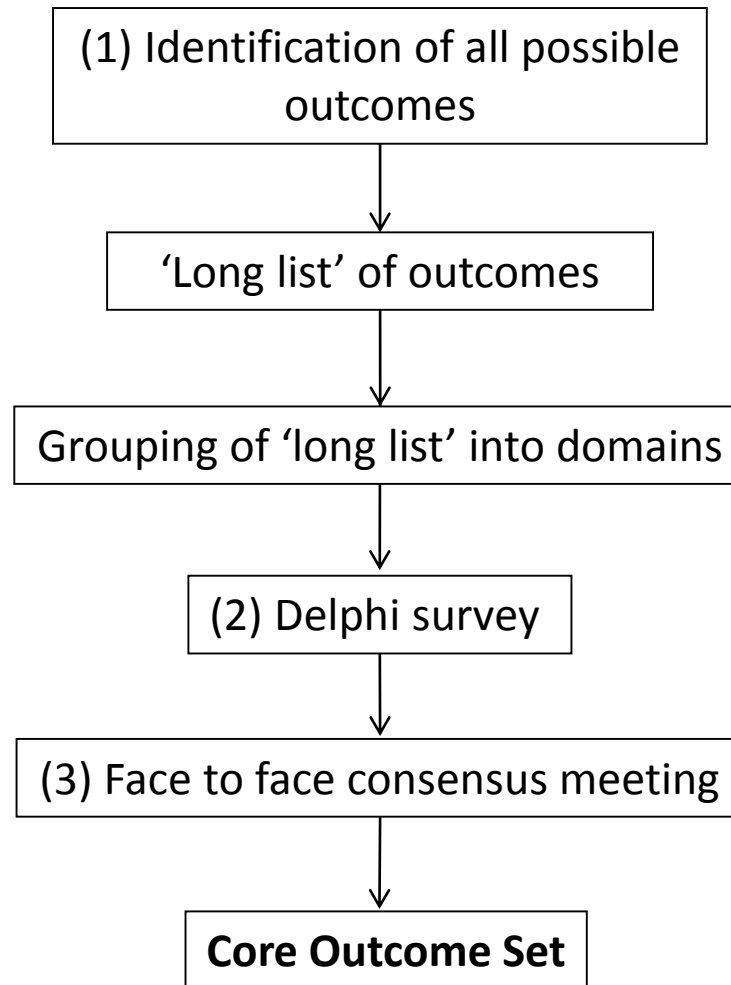 (1) Identification of all possible
outcomes
‘Long list’ of outcomes
Grouping of ‘long list’ into domains
(2) Delphi survey
(3) Face to face consensus meeting
Core Outcome Set